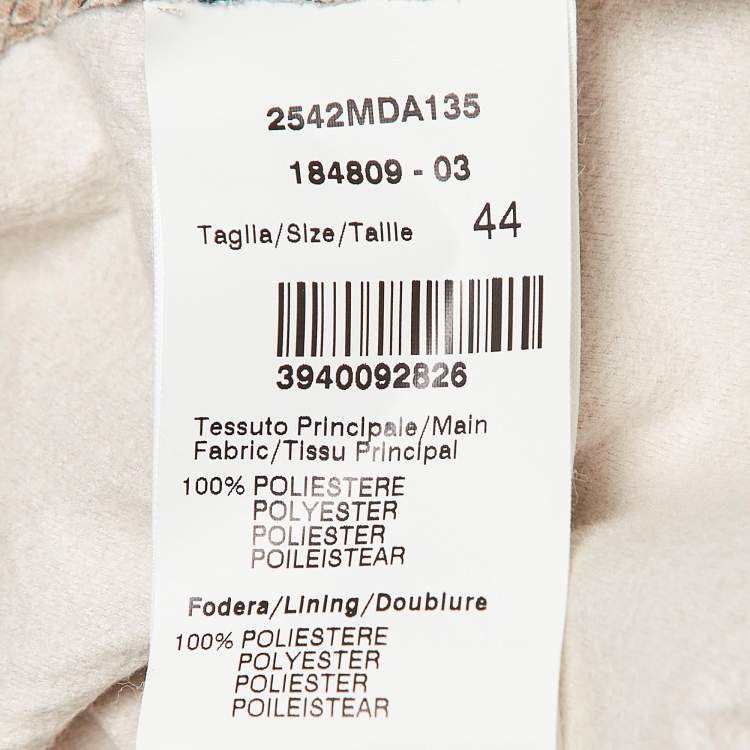 2542MDA135
184809 - 03
Taglia/Size/Taille 44
3940092826
Tessuto Principale/Main
Fabric/Tissu Principal
100% POLIESTERE
POLYESTER
POLIESTER
POILEISTEAR
Fodera/Lining/Doublure
100% POLIESTERE
POLYESTER
POLIESTER
POILEISTEAR